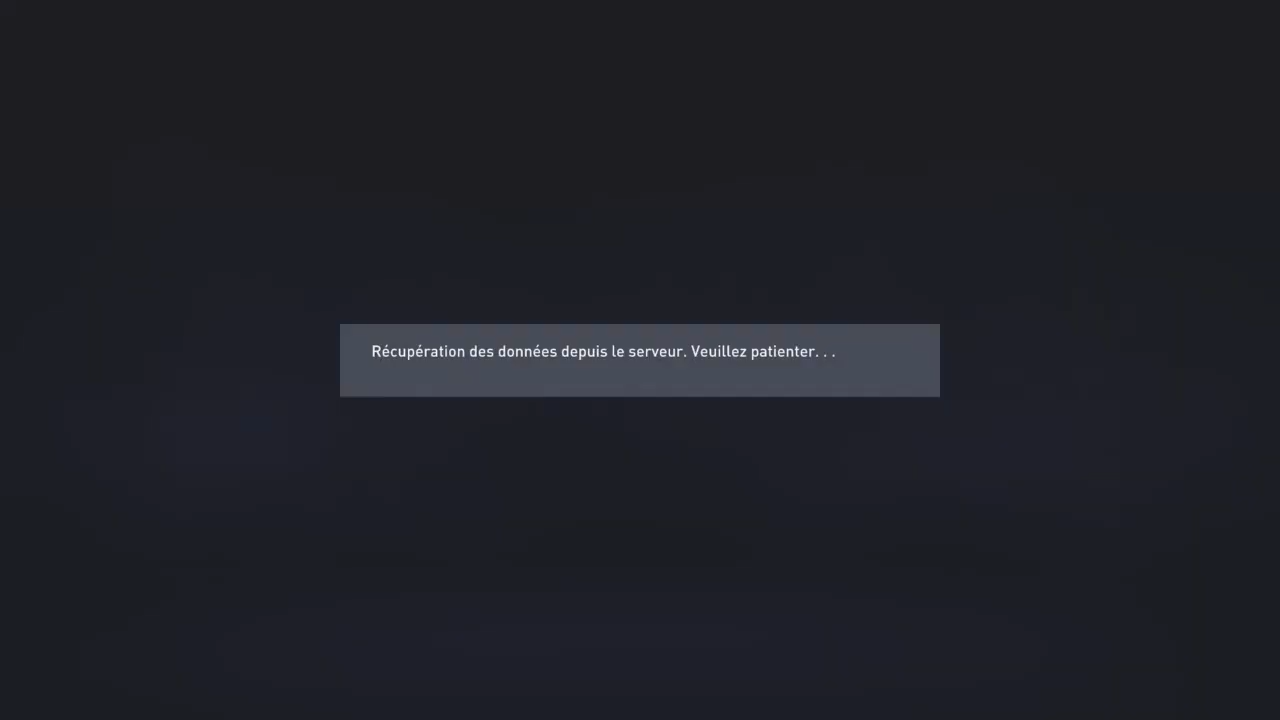 Récupération des données depuis le serveur. Veuillez patienter. . .